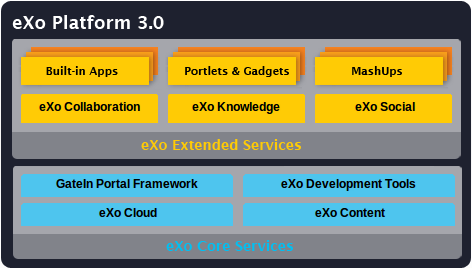 eXo Platform 3.0
Built-in Apps Portlets & Gadgets MashUps
eXo Collaboration eXo Knowledge eXo Social
eXo Extended Services
GateIn Portal Framework eXo Development Tools
eXo Cloud eXo Content
eXo Core Services